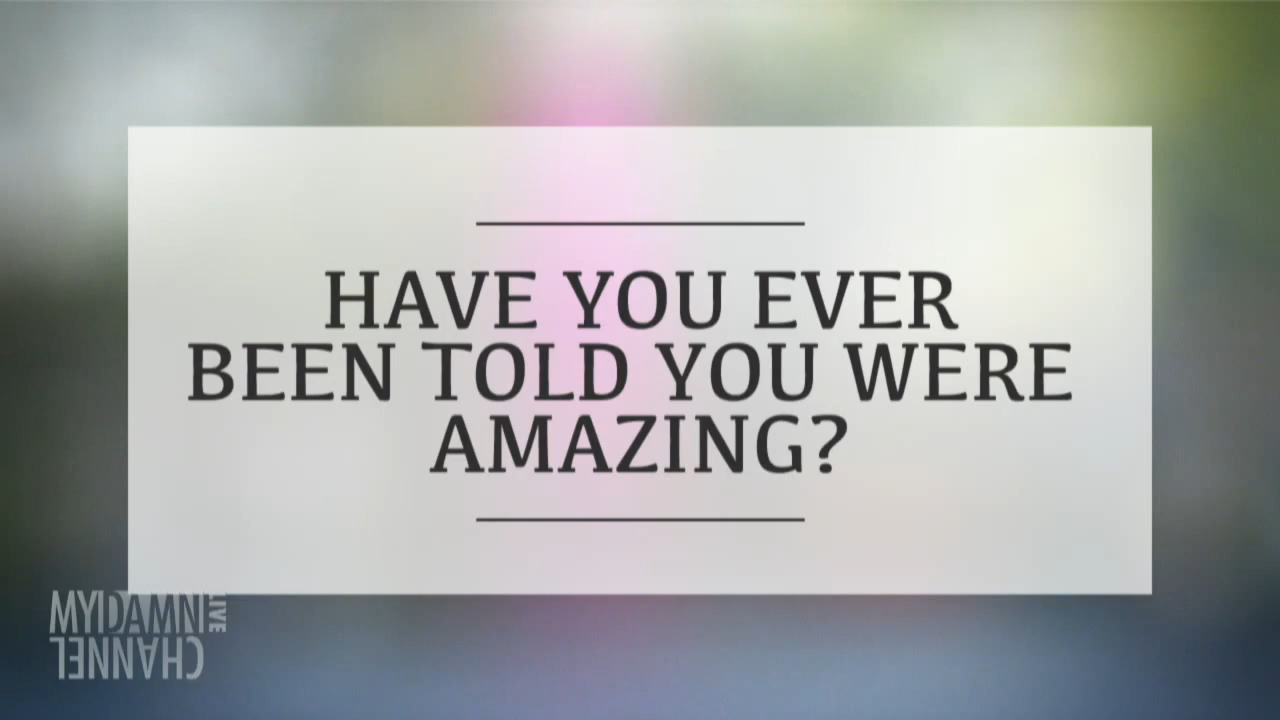 HAVE YOU EVER
BEEN TOLD YOU WERE
AMAZING?
MY DAMN LIVE
CHANNEL